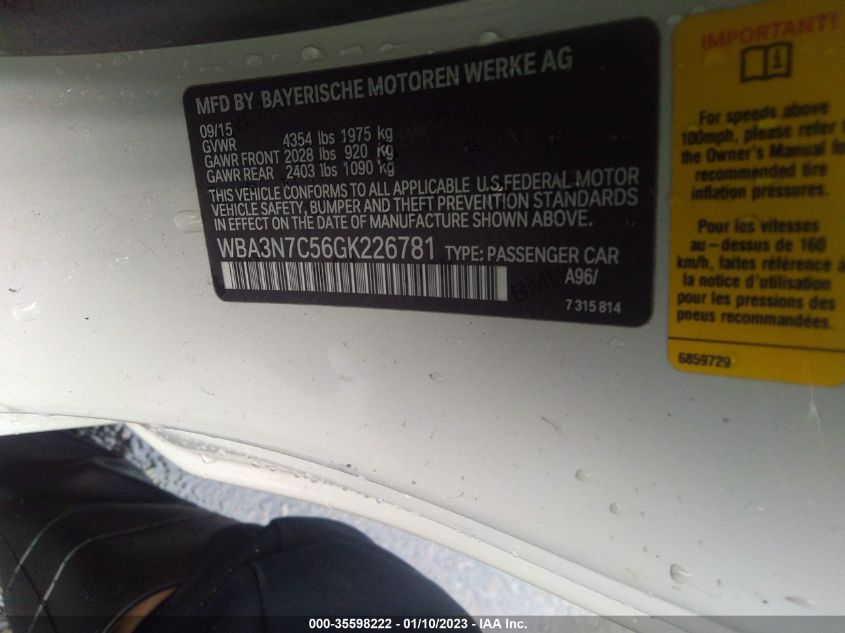 MFD BY BAYERISCHE MOTOREN WERKE AG
09/15
GVWR 4354 lbs 1975 kg
GAWR FRONT 2028 lbs 920 kg
GAWR REAR 2403 lbs 1090 kg
THIS VEHICLE CONFORMS TO ALL APPLICABLE U.S.FEDERAL MOTOR
VEHICLE SAFETY, BUMPER AND THEFT PREVENTION STANDARDS
IN EFFECT ON THE DATE OF MANUFACTURE SHOWN ABOVE.
WBA3N7C56GK226781 TYPE: PASSENGER CAR
A96/
7 315 814
IMPORTANT!
For speeds above
100mph, please refer
the Owner's Manual
recommended tire
inflation pressures.
Pour les vitesses
au-dessus de 160
km/h, faites référence à
la notice d'utilisation
pour les pressions des
pneus recommandées.
6859729
000-35598222 - 01/10/2023 - IAA Inc.